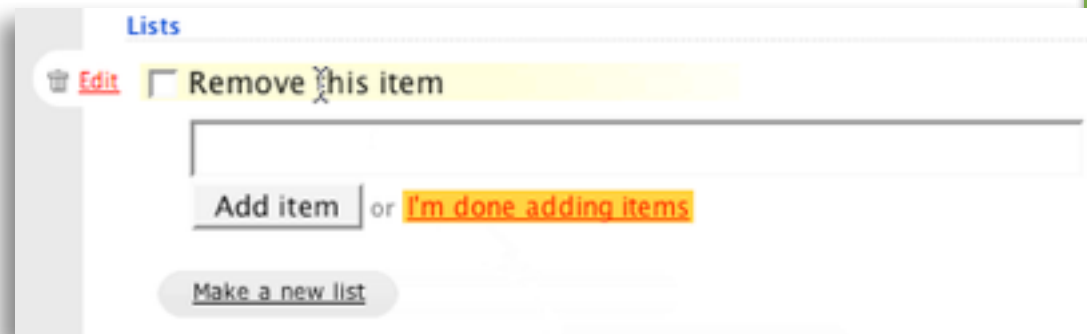 Lists
Edit Remove this item
Add item or I'm done adding items
Make a new list